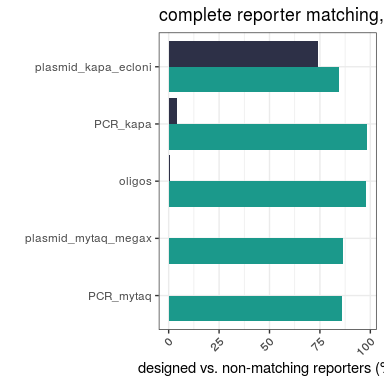 complete reporter matching,
plasmid_kapa_ecloni
PCR_kapa
oligos
plasmid_mytaq_megax
PCR_mytaq
0
25
50
75
100
designed vs. non-matching reporters (%